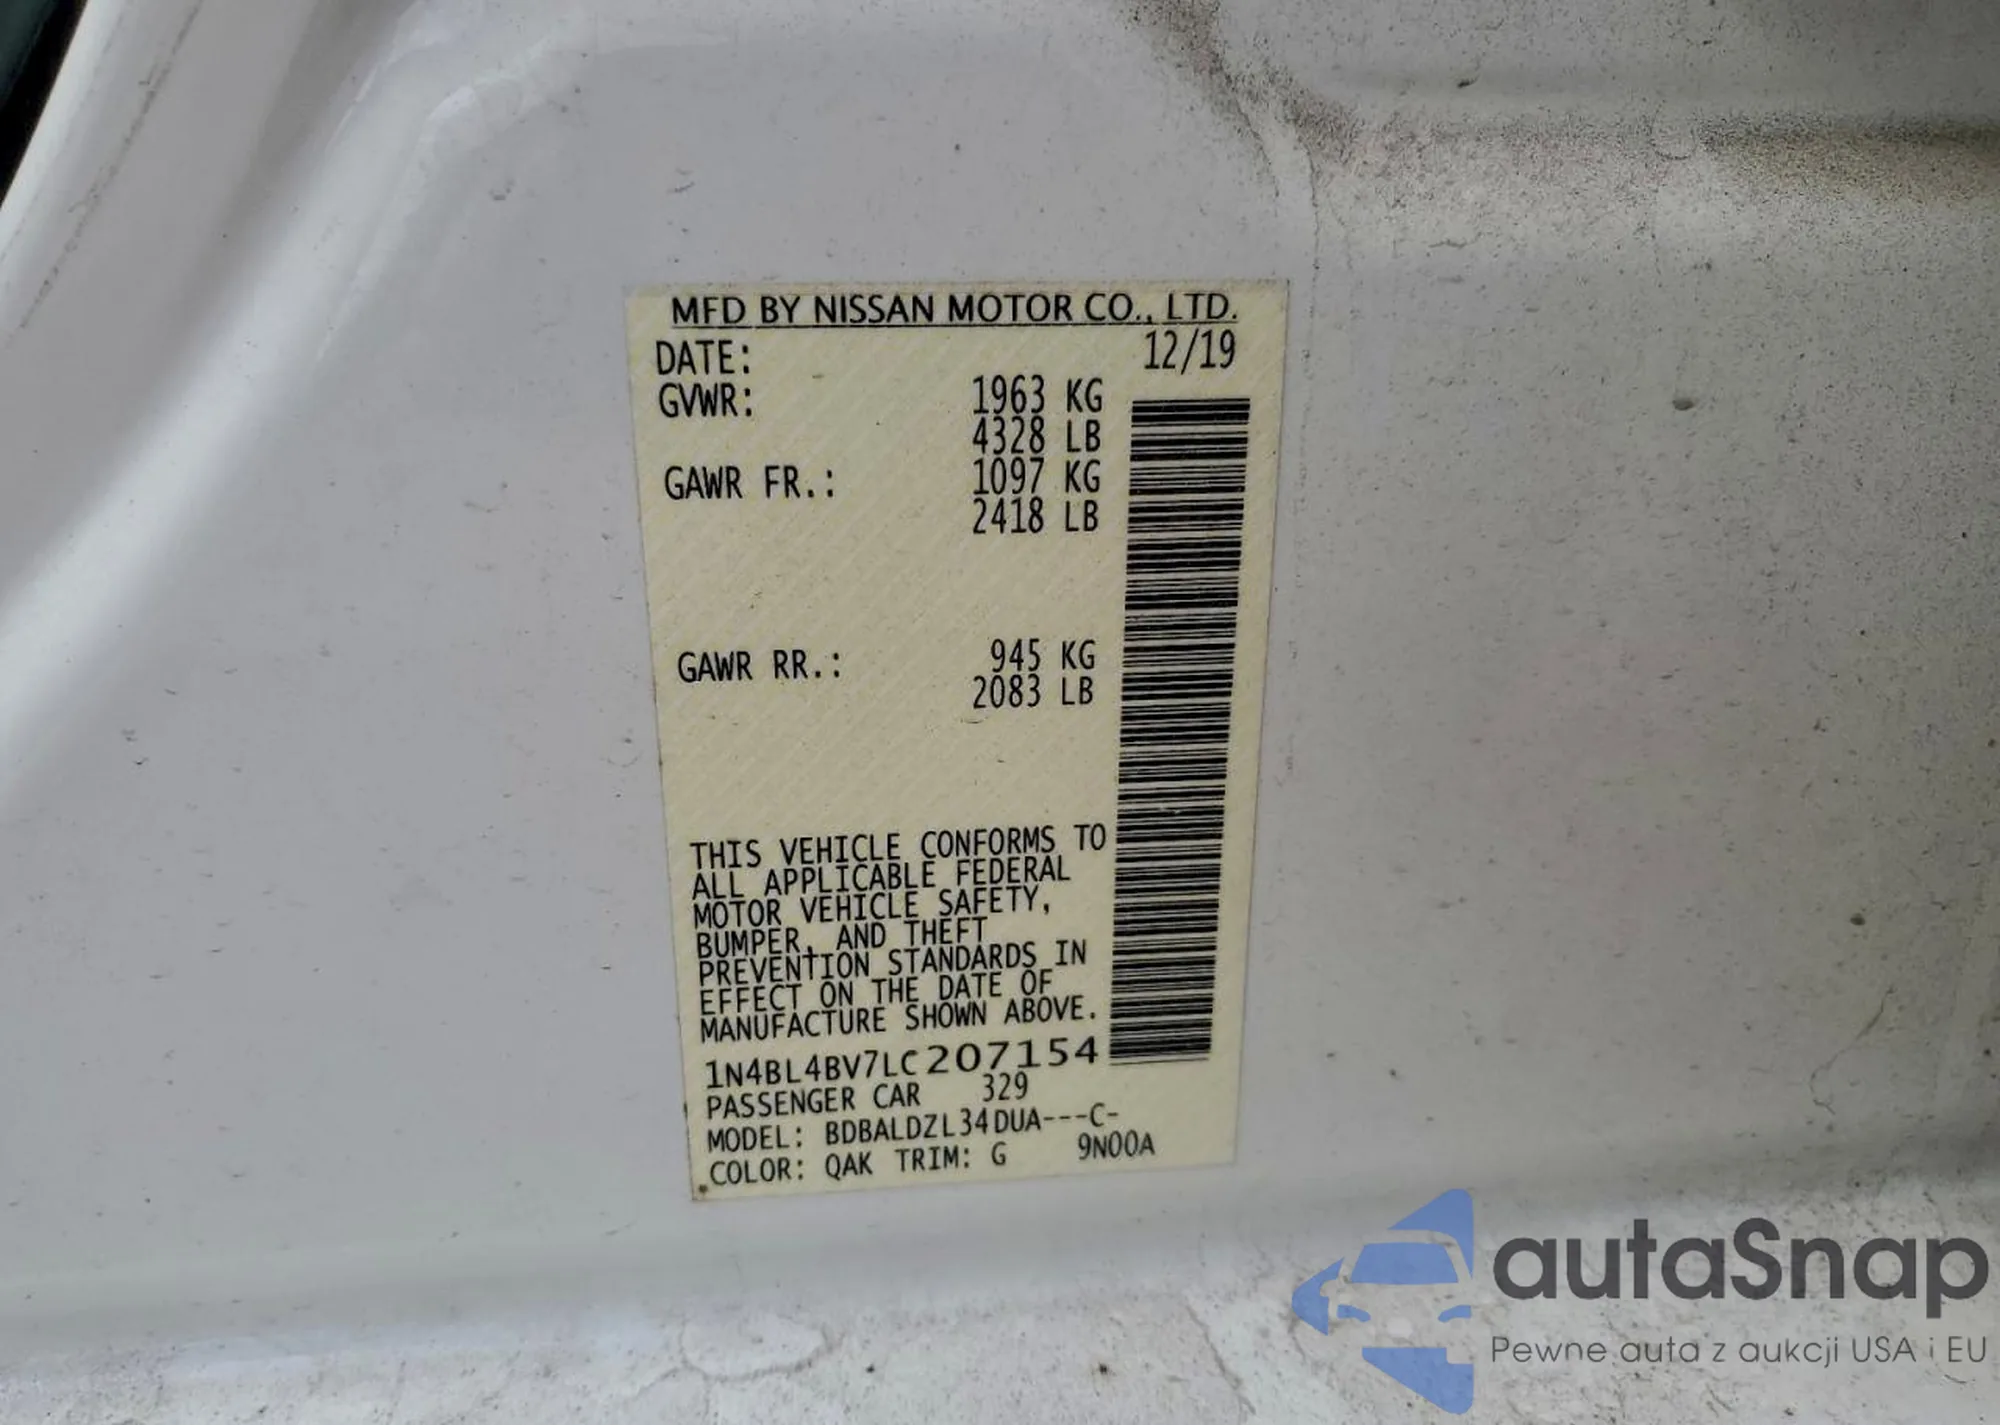 MFD BY NISSAN MOTOR CO., LTD.
DATE: 12/19
GVWR: 1963 KG
4328 LB
GAWR FR.: 1097 KG
2418 LB
GAWR RR.: 945 KG
2083 LB
THIS VEHICLE CONFORMS TO
ALL APPLICABLE FEDERAL
MOTOR VEHICLE SAFETY,
BUMPER, AND THEFT
PREVENTION STANDARDS IN
EFFECT ON THE DATE OF
MANUFACTURE SHOWN ABOVE.
1N4BL4BV7LC207154
PASSENGER CAR 329
MODEL: BDBALDZL34DUA---C-
COLOR: QAK TRIM: G 9N00A
autaSnap
Pewne auta z aukcji USA i EU